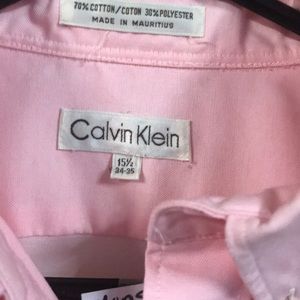 70% COTTON/COTON 30% POLYESTER
MADE IN MAURITIUS
Calvin Klein
15½
34-35